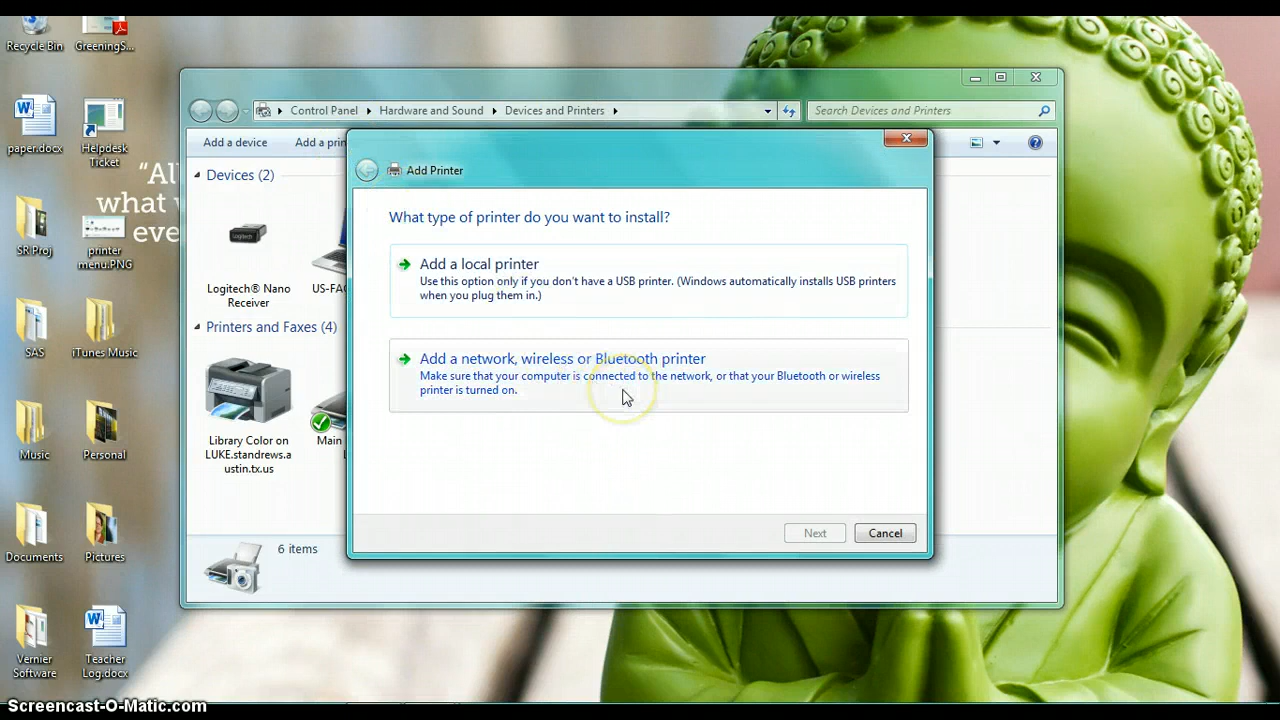 Recycle Bin
GreeningS...
paper.docx
Helpdesk
Ticket
SR Proj
printer
menu.PNG
SAS
iTunes Music
Music
Personal
Documents
Pictures
Vernier
Software
Teacher
Log.docx
“Al
what
eve
Control Panel
Hardware and Sound
Devices and Printers
Search Devices and Printers
Add a device
Add a prin
Devices (2)
Logitech
Logitech® Nano
Receiver
US-FAC
Printers and Faxes (4)
Library Color on
LUKE.standrews.a
ustin.tx.us
Main
6 items
Add Printer
What type of printer do you want to install?
Add a local printer
Use this option only if you don't have a USB printer. (Windows automatically installs USB printers
when you plug them in.)
Add a network, wireless or Bluetooth printer
Make sure that your computer is connected to the network, or that your Bluetooth or wireless
printer is turned on.
Next
Cancel
Screencast-O-Matic.com